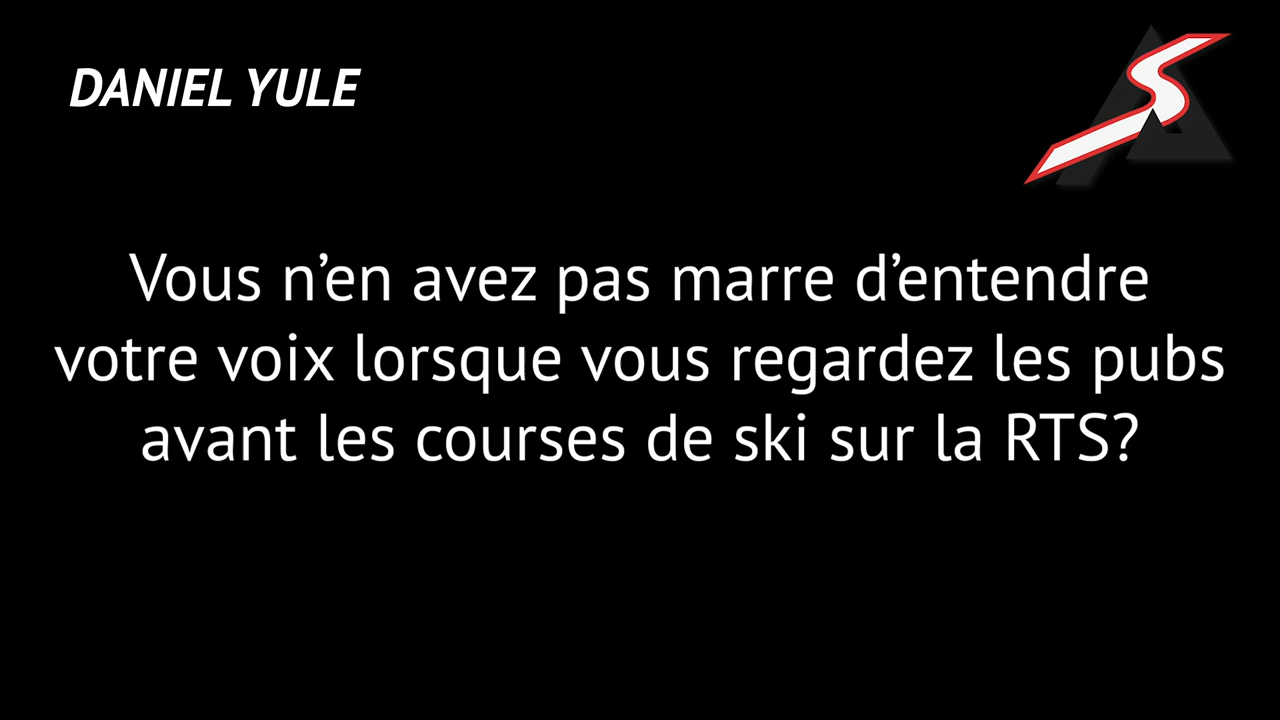 DANIEL YULE
Vous n’en avez pas marre d’entendre
votre voix lorsque vous regardez les pubs
avant les courses de ski sur la RTS?